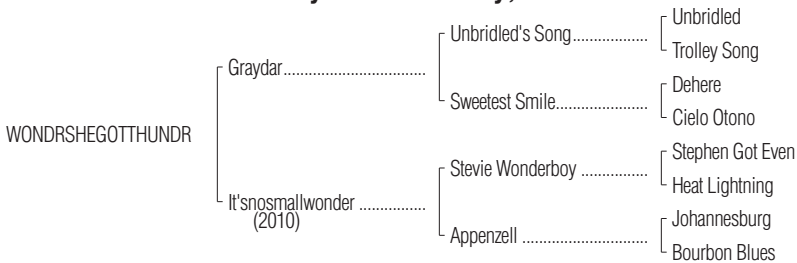 Unbridled
Unbridled's Song.................
Trolley Song
Graydar..................................
Dehere
Sweetest Smile.....................
Cielo Otono
WONDRSHEGOTTHUNDR
Stephen Got Even
Stevie Wonderboy ................
Heat Lightning
It'snosmallwonder ................
(2010)
Johannesburg
Appenzell ..............................
Bourbon Blues